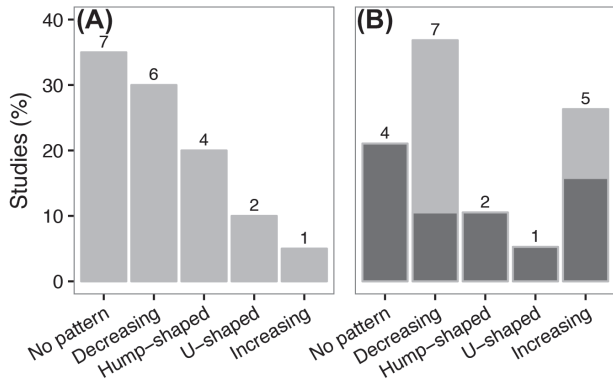 (A)
(B)
Studies (%)
40
30
20
10
0
7
6
4
2
1
4
7
2
1
5
No pattern
Decreasing
Hump–shaped
U–shaped
Increasing
No pattern
Decreasing
Hump–shaped
U–shaped
Increasing